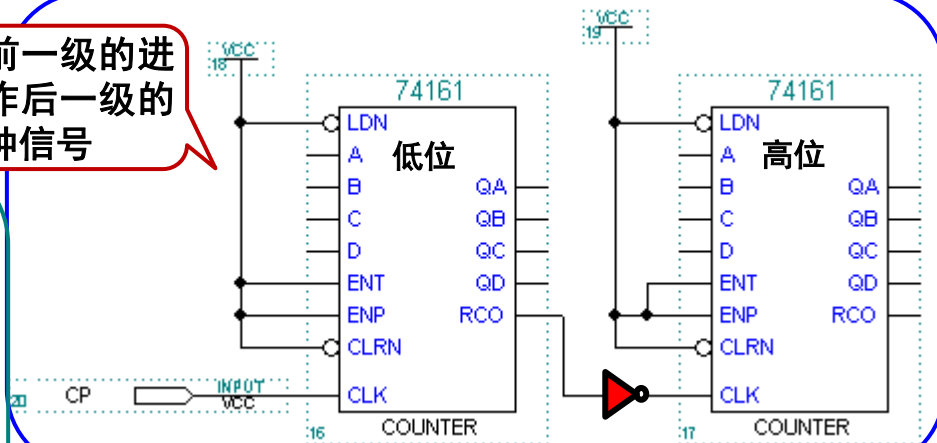 前一级的进
作后一级的
钟信号
VCC
18
VCC
19
74161
低位
LDN
A
B
C
D
ENT
ENP
CLRN
CLK
QA
QB
QC
QD
RCO
16
COUNTER
74161
高位
LDN
A
B
C
D
ENT
ENP
CLRN
CLK
QA
QB
QC
QD
RCO
17
COUNTER
20
CP
INPUT
VCC